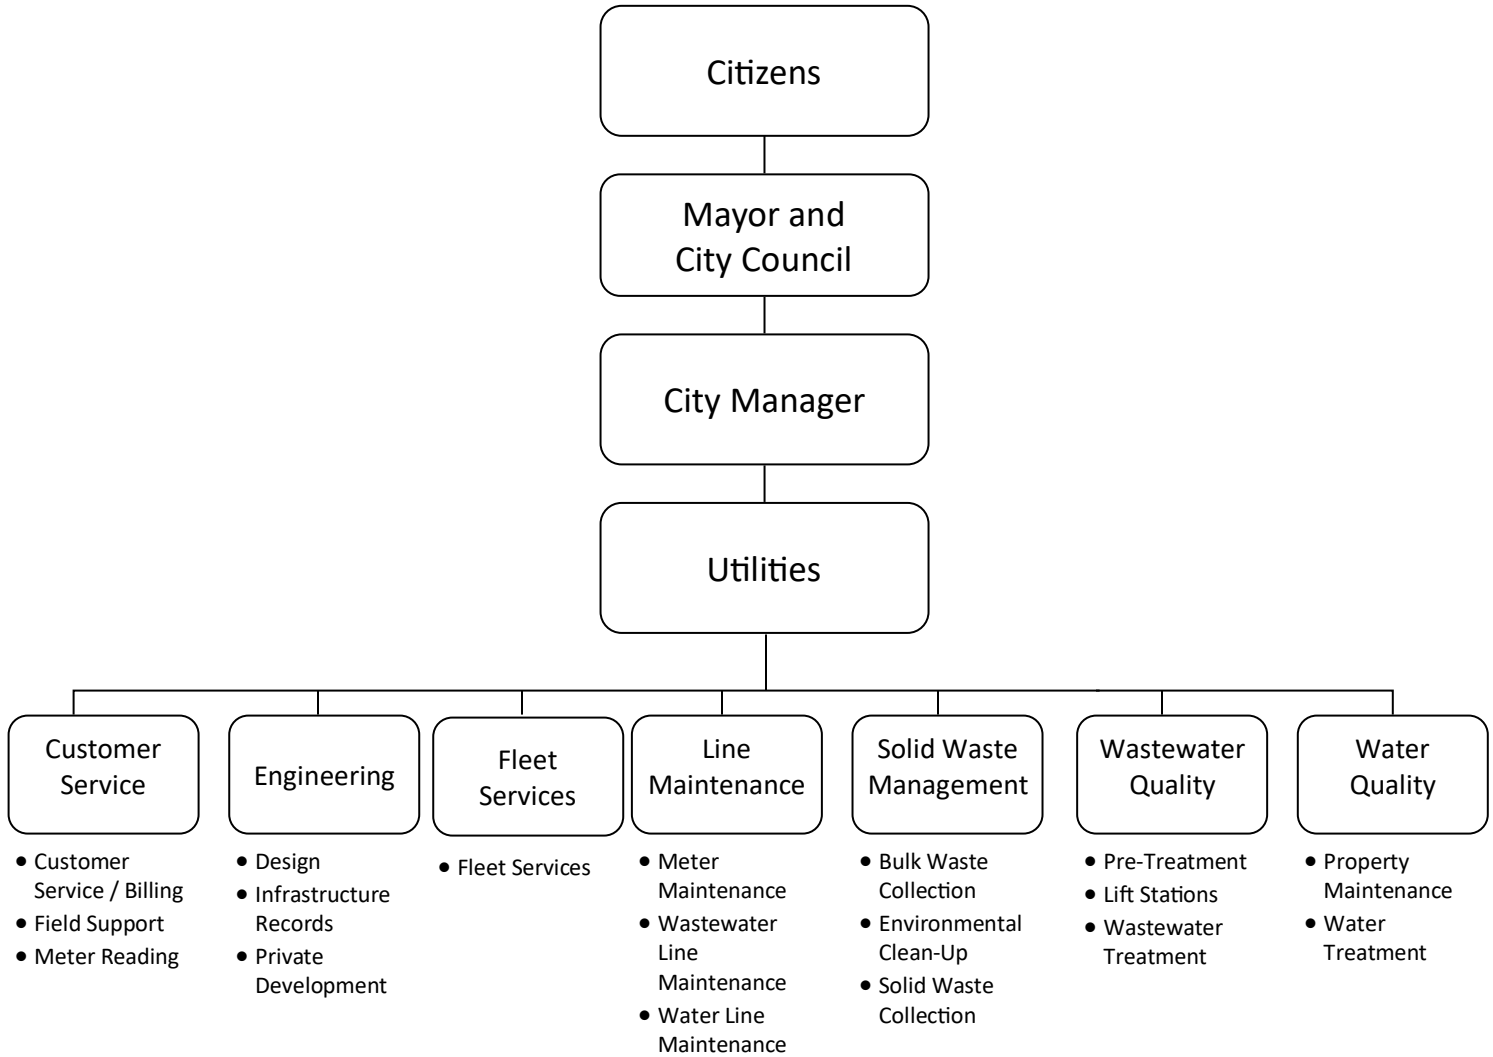 Citizens
Mayor and
City Council
City Manager
Utilities
Customer
Service
Engineering
Fleet
Services
Line
Maintenance
Solid Waste
Management
Wastewater
Quality
Water
Quality
• Customer
Service / Billing
• Field Support
• Meter Reading
• Design
• Infrastructure
Records
• Private
Development
• Fleet Services
• Meter
Maintenance
• Wastewater
Line
Maintenance
• Water Line
Maintenance
• Bulk Waste
Collection
• Environmental
Clean-Up
• Solid Waste
Collection
• Pre-Treatment
• Lift Stations
• Wastewater
Treatment
• Property
Maintenance
• Water
Treatment